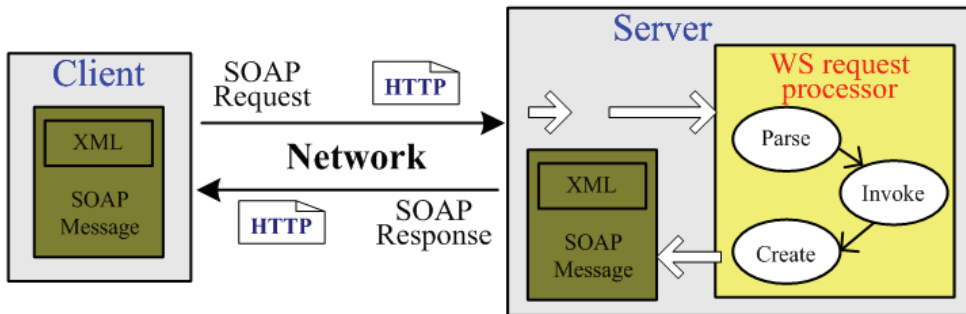 Client
XML
SOAP
Message
SOAP
Request
HTTP
Network
HTTP
SOAP
Response
Server
WS request
processor
Parse
Invoke
Create
XML
SOAP
Message